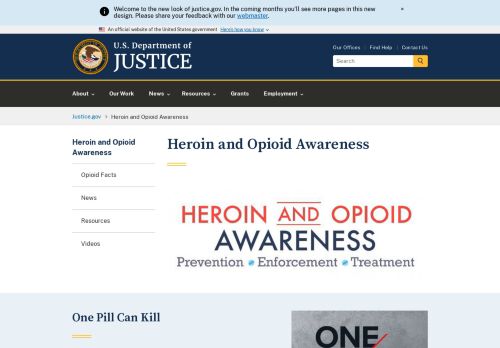 Welcome to the new look of justice.gov. In the coming months you'll see more pages in this new
design. Please share your feedback with our webmaster.
×
An official website of the United States government Here's how you know
U.S. Department of
JUSTICE
Our Offices | Find Help | Contact Us
Search
About
Our Work
News
Resources
Grants
Employment
Justice.gov > Heroin and Opioid Awareness
Heroin and Opioid
Awareness
Opioid Facts
News
Resources
Videos
Heroin and Opioid Awareness
HEROIN AND OPIOID
AWARENESS
Prevention Enforcement Treatment
One Pill Can Kill
ONE